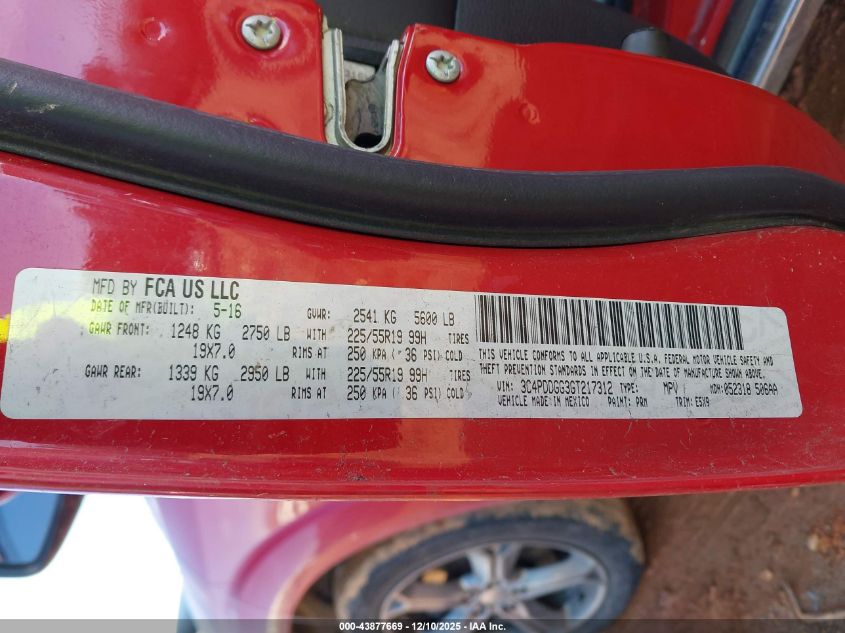 MFD BY FCA US LLC
DATE OF MFR(BUILT): 5-16 GVWR: 2541 KG 5600 LB
GAWR FRONT: 1248 KG 2750 LB WITH 225/55R19 99H TIRES
19X7.0 RIMS AT 250 KPA ( 36 PSI) COLD
GAWR REAR: 1339 KG 2950 LB WITH 225/55R19 99H TIRES
19X7.0 RIMS AT 250 KPA ( 36 PSI) COLD
THIS VEHICLE CONFORMS TO ALL APPLICABLE U.S.A. FEDERAL MOTOR VEHICLE SAFETY AND
THEFT PREVENTION STANDARDS IN EFFECT ON THE DATE OF MANUFACTURE SHOWN ABOVE.
VIN: 3C4PDDGG3GT217312 TYPE: MPV MDH: 052318 506AA
VEHICLE MADE IN MEXICO PAINT: PRM TRIM: E5X9
000-43877669 - 12/10/2025 - IAA Inc.